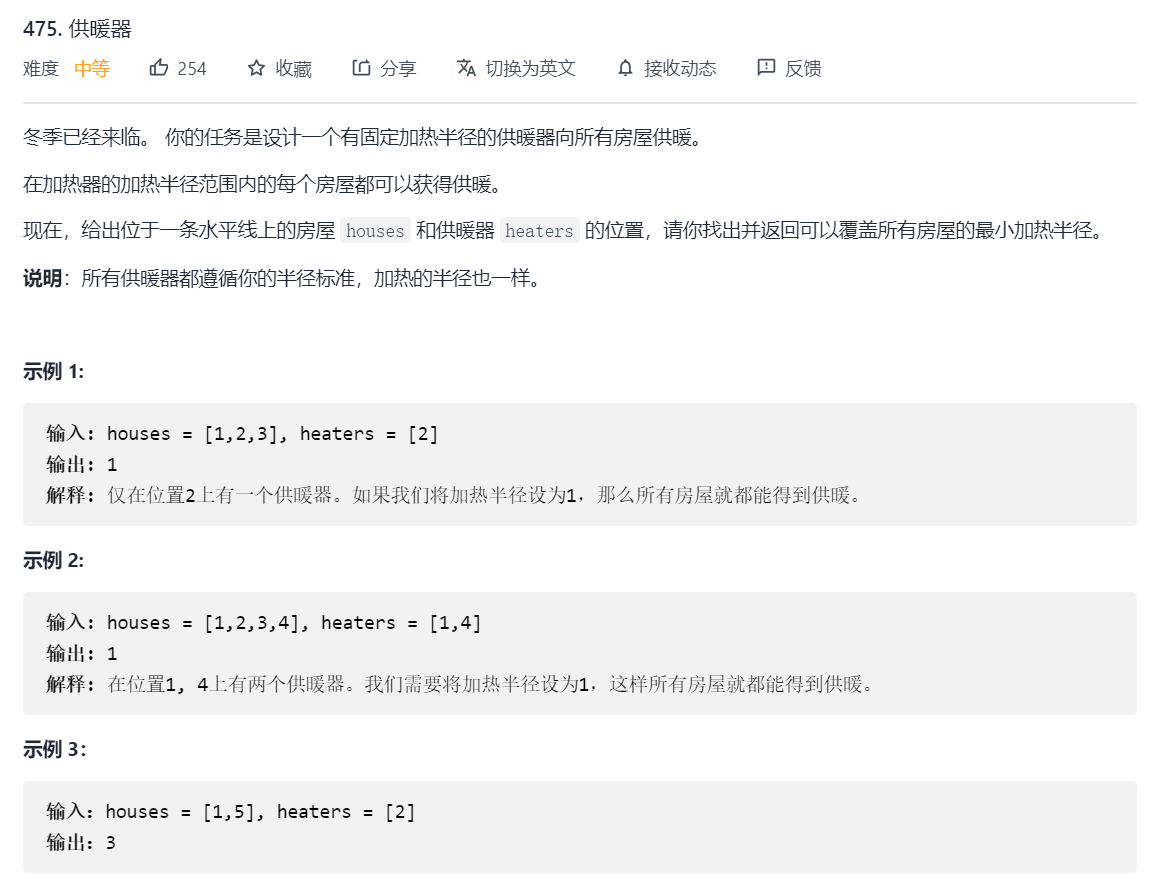 475. 供暖器
难度 中等 254 收藏 分享 切换为英文 接收动态 反馈
冬季已经来临。 你的任务是设计一个有固定加热半径的供暖器向所有房屋供暖。
在加热器的加热半径范围内的每个房屋都可以获得供暖。
现在，给出位于一条水平线上的房屋 houses 和供暖器 heaters 的位置，请你找出并返回可以覆盖所有房屋的最小加热半径。
说明：所有供暖器都遵循你的半径标准，加热的半径也一样。
示例 1:
输入: houses = [1,2,3], heaters = [2]
输出: 1
解释: 仅在位置2上有一个供暖器。如果我们将加热半径设为1，那么所有房屋就都能得到供暖。
示例 2:
输入: houses = [1,2,3,4], heaters = [1,4]
输出: 1
解释: 在位置1, 4上有两个供暖器。我们需要将加热半径设为1，这样所有房屋就都能得到供暖。
示例 3：
输入：houses = [1,5], heaters = [2]
输出：3